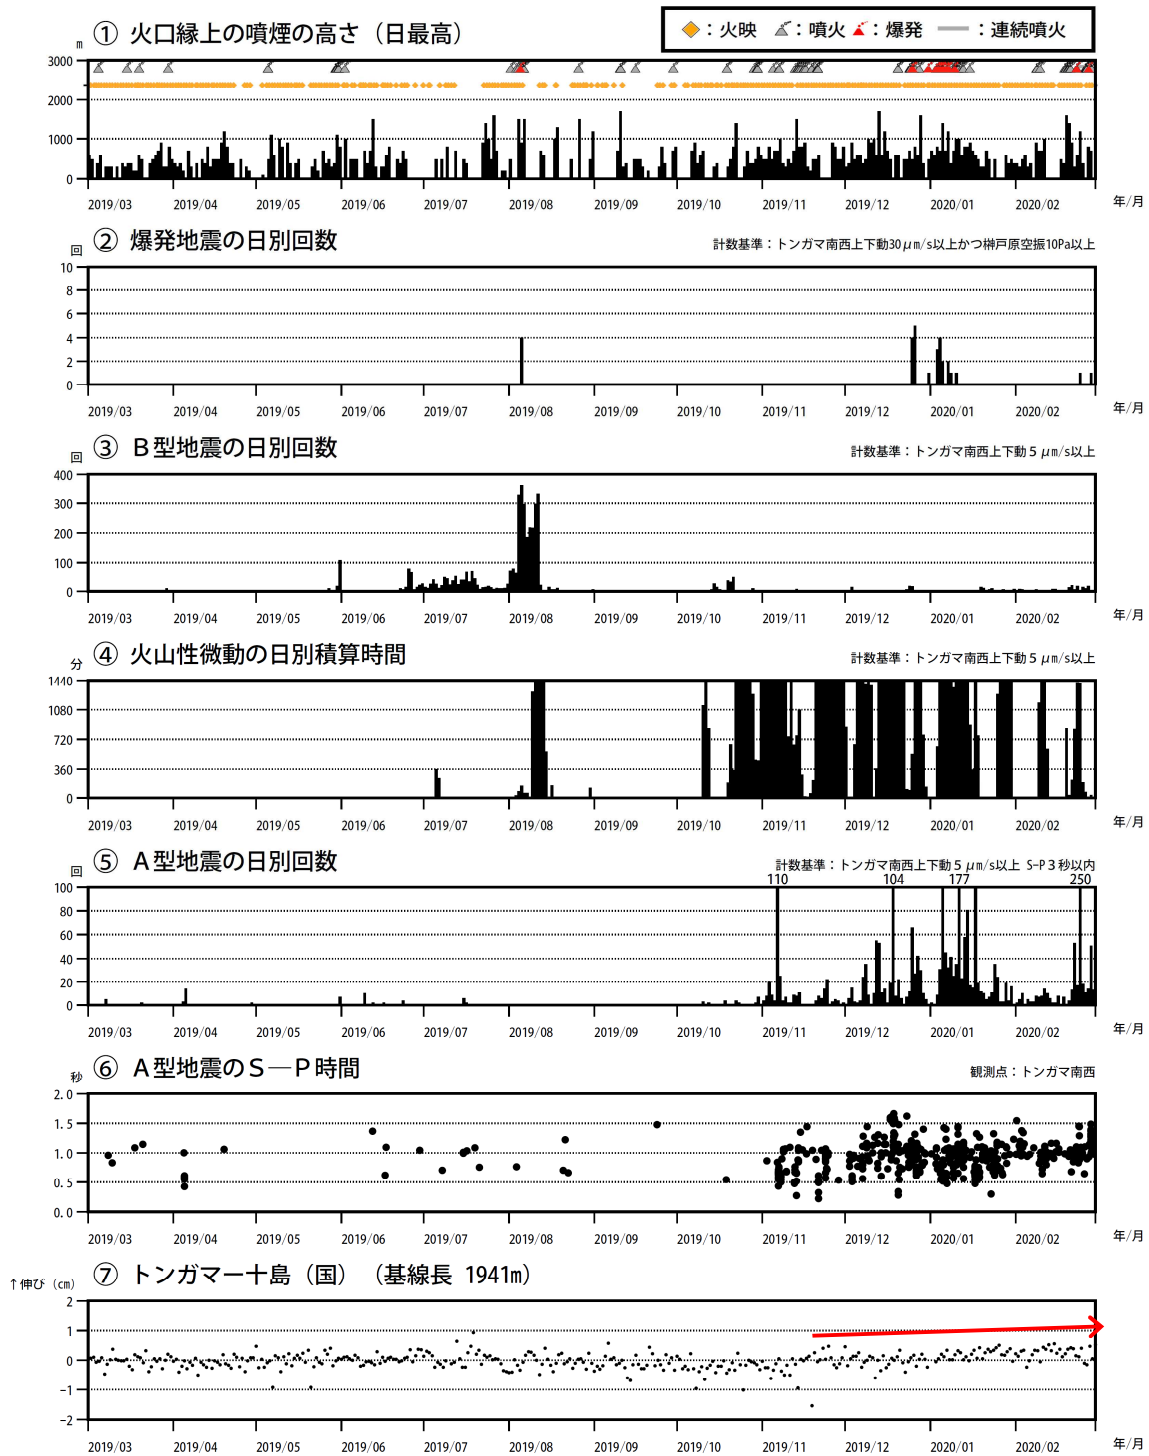 ◆：火映 ：噴火 ：爆発 ：連続噴火
① 火口縁上の噴煙の高さ（日最高）
m
3000
2000
1000
0
2019/03 2019/04 2019/05 2019/06 2019/07 2019/08 2019/09 2019/10 2019/11 2019/12 2020/01 2020/02 年/月
② 爆発地震の日別回数
計数基準：トンガマ南西上下動30μm/s以上かつ榊戸原空振10Pa以上
回
10
8
6
4
2
0
2019/03 2019/04 2019/05 2019/06 2019/07 2019/08 2019/09 2019/10 2019/11 2019/12 2020/01 2020/02 年/月
③ Ｂ型地震の日別回数
計数基準：トンガマ南西上下動５μm/s以上
回
400
300
200
100
0
2019/03 2019/04 2019/05 2019/06 2019/07 2019/08 2019/09 2019/10 2019/11 2019/12 2020/01 2020/02 年/月
④ 火山性微動の日別積算時間
計数基準：トンガマ南西上下動５μm/s以上
分
1440
1080
720
360
0
2019/03 2019/04 2019/05 2019/06 2019/07 2019/08 2019/09 2019/10 2019/11 2019/12 2020/01 2020/02 年/月
⑤ Ａ型地震の日別回数
計数基準：トンガマ南西上下動５μm/s以上 S-P３秒以内
回
110 104 177 250
100
80
60
40
20
0
2019/03 2019/04 2019/05 2019/06 2019/07 2019/08 2019/09 2019/10 2019/11 2019/12 2020/01 2020/02 年/月
⑥ Ａ型地震のＳ―Ｐ時間
観測点：トンガマ南西
秒
2.0
1.5
1.0
0.5
0.0
2019/03 2019/04 2019/05 2019/06 2019/07 2019/08 2019/09 2019/10 2019/11 2019/12 2020/01 2020/02 年/月
⑦ トンガマー十島（国）（基線長 1941m）
↑伸び（cm）
2
1
0
-1
-2
2019/03 2019/04 2019/05 2019/06 2019/07 2019/08 2019/09 2019/10 2019/11 2019/12 2020/01 2020/02 年/月